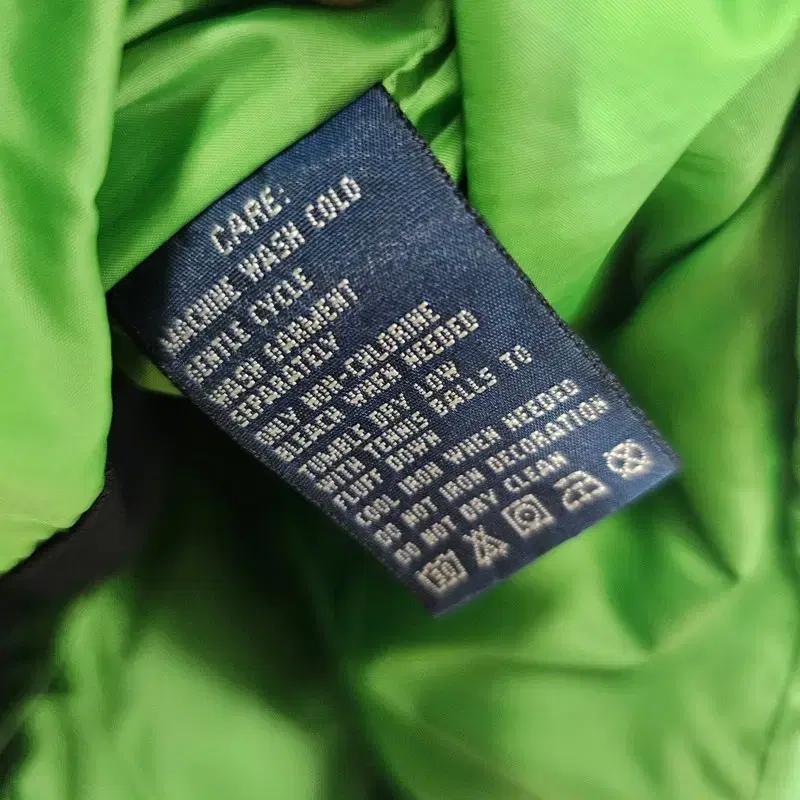 CARE:
MACHINE WASH COLD
GENTLE CYCLE
WASH GARMENT
SEPARATELY
ONLY NON-CHLORINE
BLEACH WHEN NEEDED
TUMBLE DRY LOW
WITH TENNIS BALLS TO
FLUFF DOWN
COOL IRON WHEN NEEDED
DO NOT IRON DECORATION
DO NOT DRY CLEAN